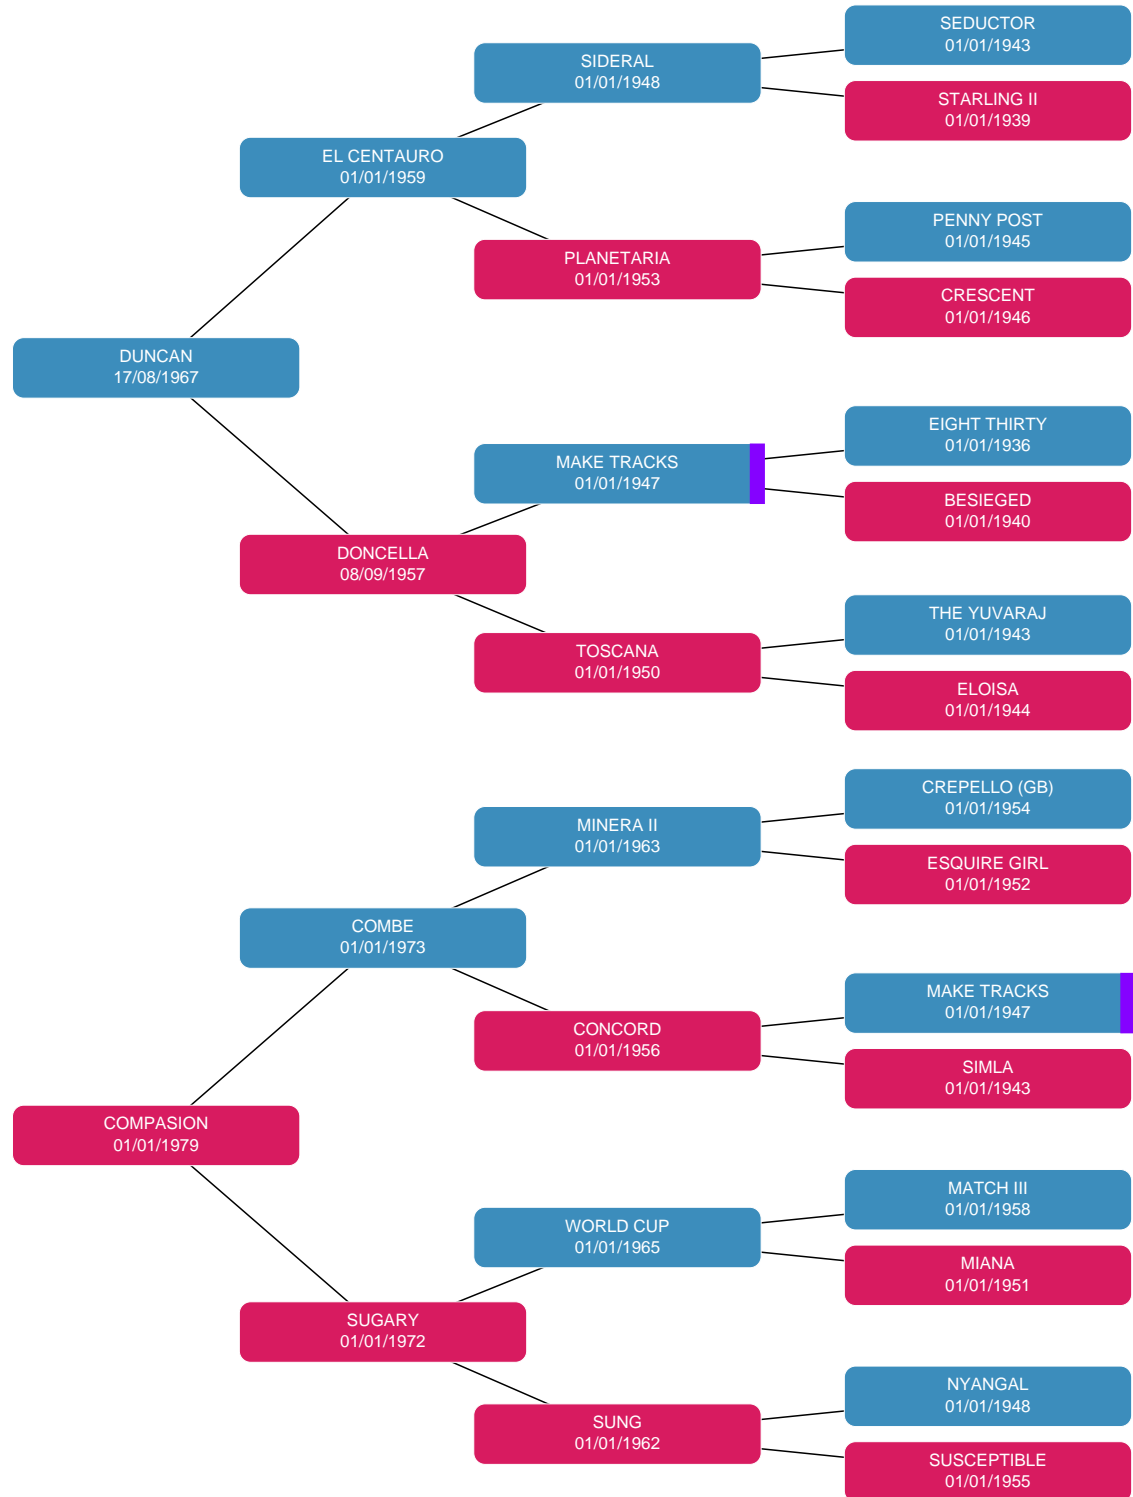 SEDUCTOR
01/01/1943
SIDERAL
01/01/1948
STARLING II
01/01/1939
EL CENTAURO
01/01/1959
PENNY POST
01/01/1945
PLANETARIA
01/01/1953
CRESCENT
01/01/1946
DUNCAN
17/08/1967
EIGHT THIRTY
01/01/1936
MAKE TRACKS
01/01/1947
BESIEGED
01/01/1940
DONCELLA
08/09/1957
THE YUVARAJ
01/01/1943
TOSCANA
01/01/1950
ELOISA
01/01/1944
CREPELLO (GB)
01/01/1954
MINERA II
01/01/1963
ESQUIRE GIRL
01/01/1952
COMBE
01/01/1973
MAKE TRACKS
01/01/1947
CONCORD
01/01/1956
SIMLA
01/01/1943
COMPASION
01/01/1979
MATCH III
01/01/1958
WORLD CUP
01/01/1965
MIANA
01/01/1951
SUGARY
01/01/1972
NYANGAL
01/01/1948
SUNG
01/01/1962
SUSCEPTIBLE
01/01/1955